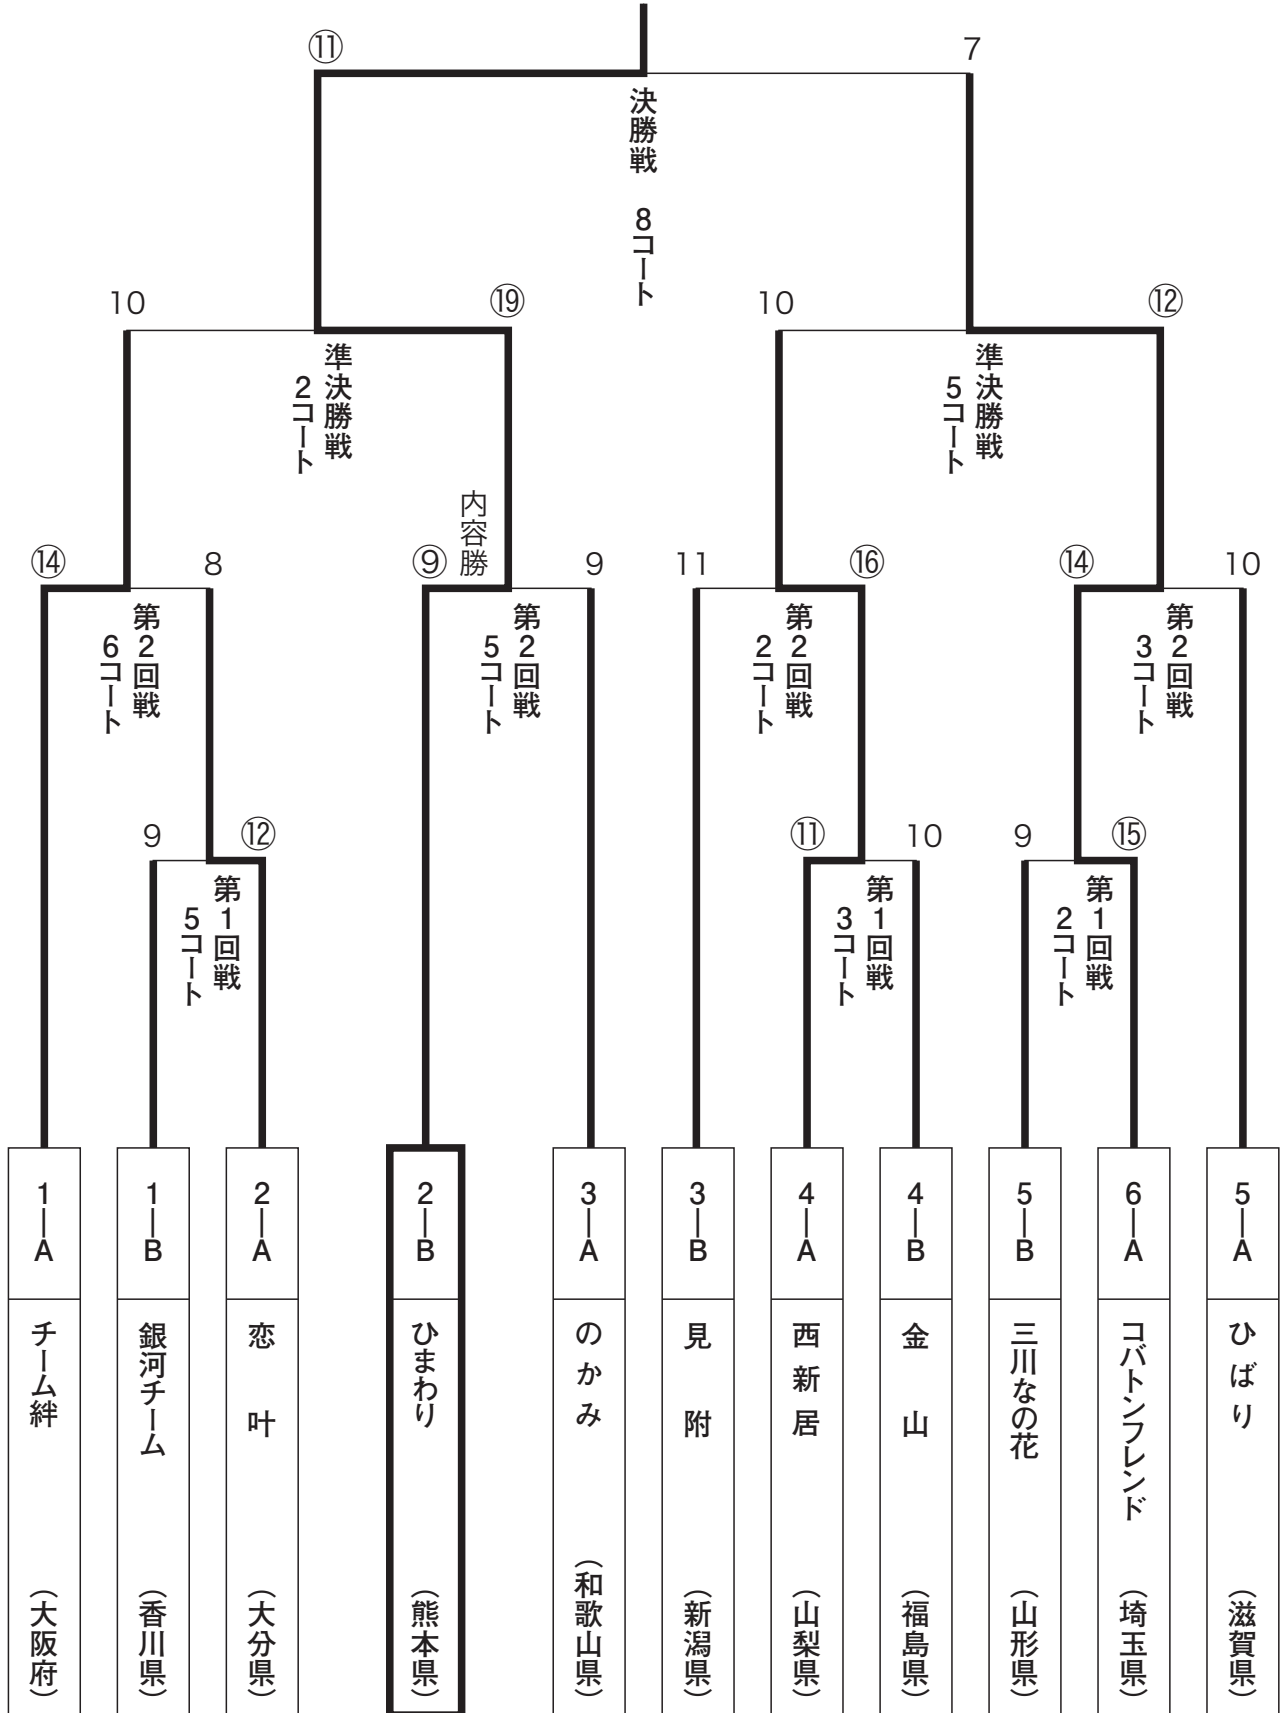 ⑪
7
決勝戦　8コート
10
⑲
10
⑫
準決勝戦
2コート
準決勝戦
5コート
内容勝
⑭
8
⑨
9
11
⑯
⑭
10
第2回戦
6コート
第2回戦
5コート
第2回戦
2コート
第2回戦
3コート
9
⑫
⑪
10
9
⑮
第1回戦
5コート
第1回戦
3コート
第1回戦
2コート
1―A　チーム絆　（大阪府）
1―B　銀河チーム　（香川県）
2―A　恋叶　（大分県）
2―B　ひまわり　（熊本県）
3―A　のかみ　（和歌山県）
3―B　見附　（新潟県）
4―A　西新居　（山梨県）
4―B　金山　（福島県）
5―B　三川なの花　（山形県）
6―A　コバトンフレンド　（埼玉県）
5―A　ひばり　（滋賀県）